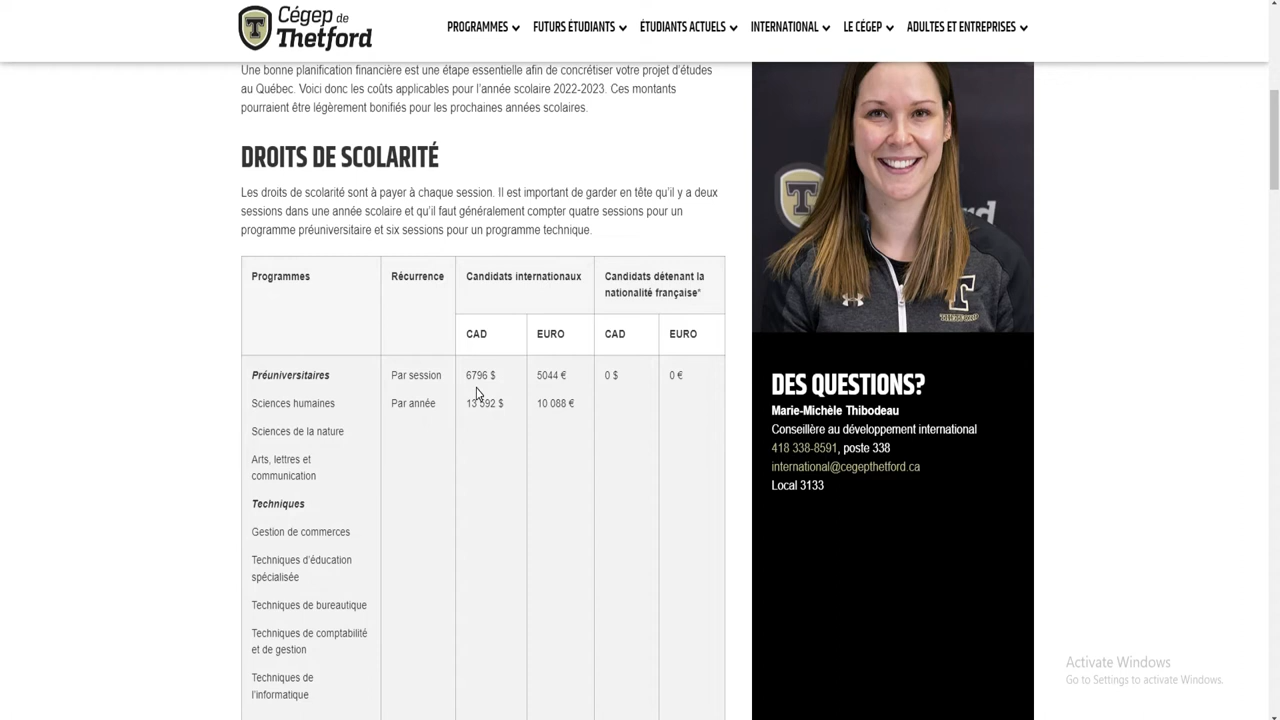 Cégep de
Thetford
PROGRAMMES FUTURS ÉTUDIANTS ÉTUDIANTS ACTUELS INTERNATIONAL LE CÉGEP ADULTES ET ENTREPRISES
Une bonne planification financière est une étape essentielle afin de concrétiser votre projet d'études
au Québec. Voici donc les coûts applicables pour l'année scolaire 2022-2023. Ces montants
pourraient être légèrement bonifiés pour les prochaines années scolaires.
DROITS DE SCOLARITÉ
Les droits de scolarité sont à payer à chaque session. Il est important de garder en tête qu'il y a deux
sessions dans une année scolaire et qu'il faut généralement compter quatre sessions pour un
programme préuniversitaire et six sessions pour un programme technique.
Programmes Récurrence Candidats internationaux Candidats détenant la
nationalité française*
CAD EURO CAD EURO
Préuniversitaires Par session 6796 $ 5044 € 0 $ 0 €
Sciences humaines Par année 13 592 $ 10 088 €
Sciences de la nature
Arts, lettres et
communication
Techniques
Gestion de commerces
Techniques d'éducation
spécialisée
Techniques de bureautique
Techniques de comptabilité
et de gestion
Techniques de
l'informatique
T
THETFORD
DES QUESTIONS?
Marie-Michèle Thibodeau
Conseillère au développement international
418 338-8591, poste 338
international@cegepthetford.ca
Local 3133
Activate Windows
Go to Settings to activate Windows.